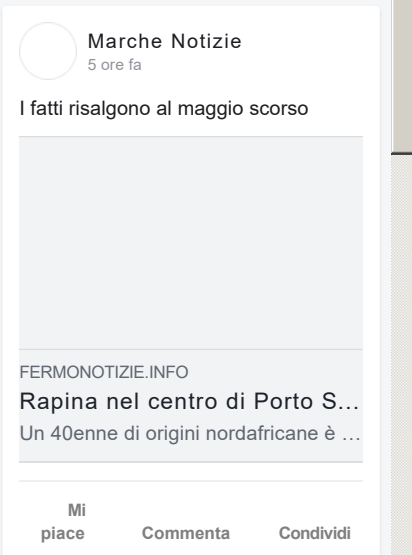 Marche Notizie
5 ore fa
I fatti risalgono al maggio scorso
FERMONOTIZIE.INFO
Rapina nel centro di Porto S...
Un 40enne di origini nordafricane è ...
Mi
piace
Commenta
Condividi